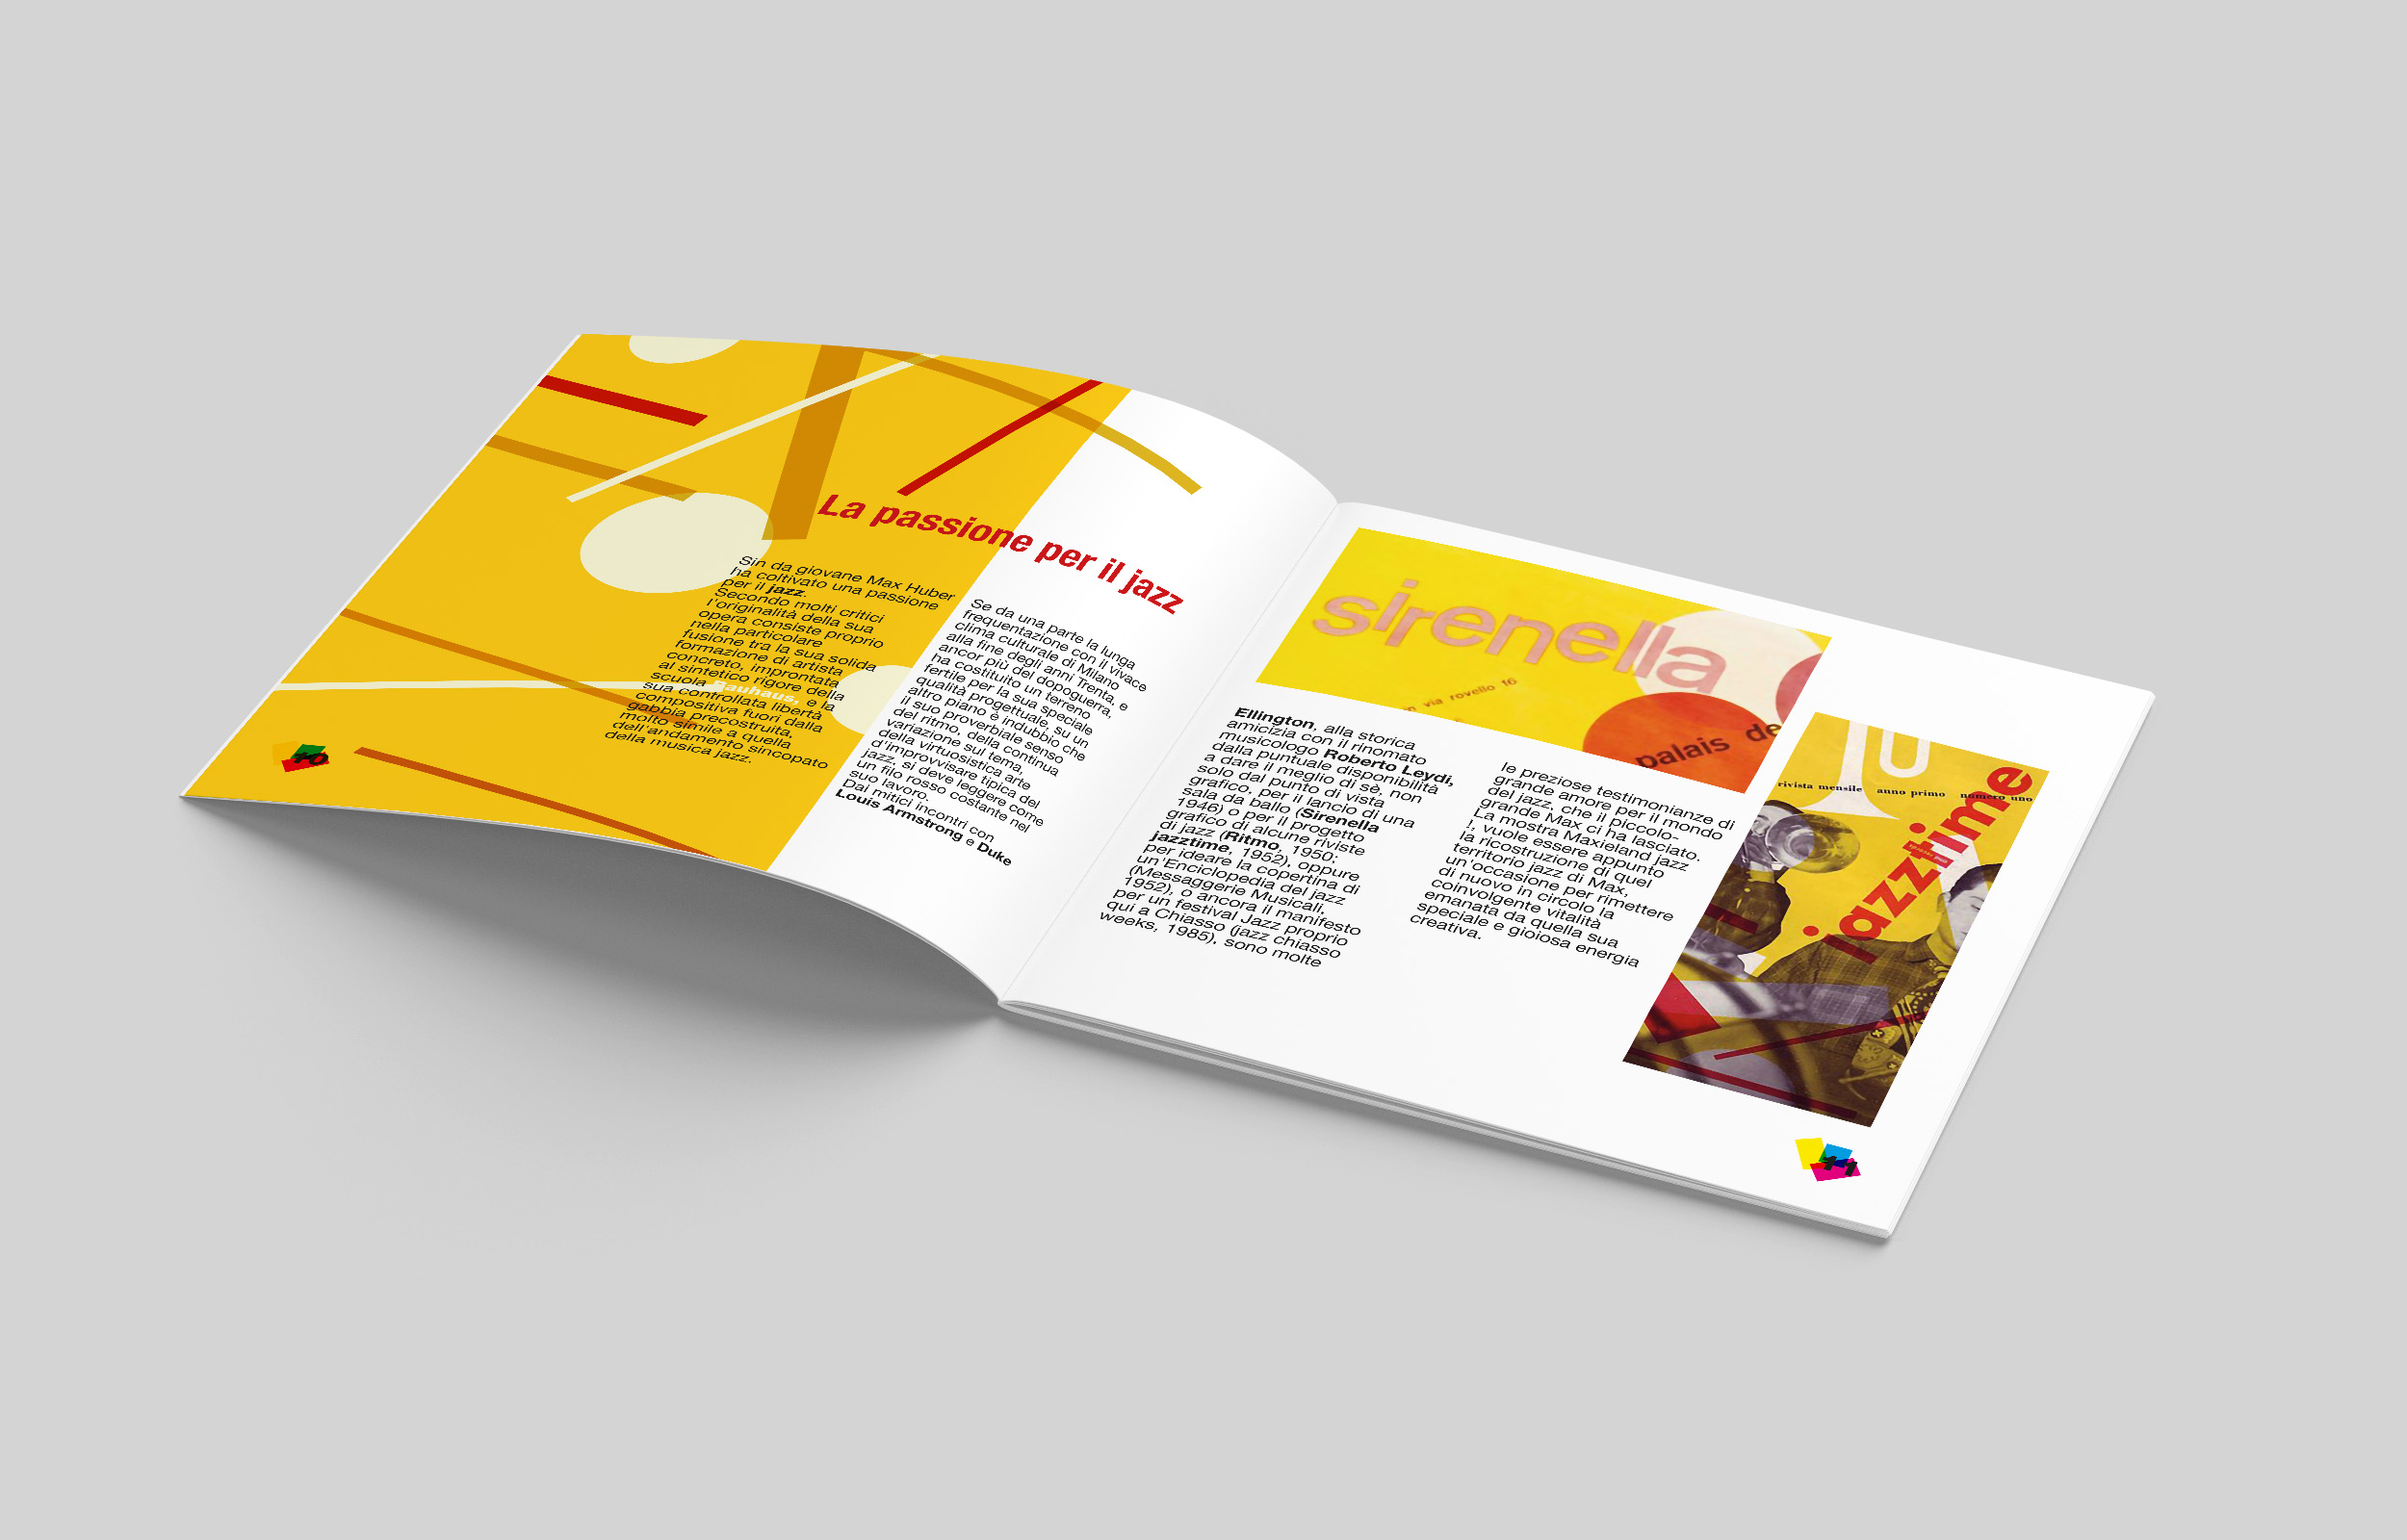 La passione per il jazz
Sin da giovane Max Huber
ha coltivato una passione
per il jazz.
Secondo molti critici
l'originalità della sua
opera consiste proprio
nella particolare
fusione tra la sua solida
formazione di artista
concreto, improntata
al sintetico rigore della
scuola Bauhaus, e la
sua controllata libertà
compositiva fuori dalla
gabbia precostruita,
molto simile a quella
dell'andamento sincopato
della musica jazz.
Se da una parte la lunga
frequentazione con il vivace
clima culturale di Milano
alla fine degli anni Trenta, e
ancor più del dopoguerra,
ha costituito un terreno
fertile per la sua speciale
qualità progettuale, su un
altro piano è indubbio che
il suo proverbiale senso
del ritmo, della continua
variazione sul tema,
della virtuosistica arte
d'improvvisare tipica del
jazz, si deve leggere come
un filo rosso costante nel
suo lavoro.
Dai mitici incontri con
Louis Armstrong e Duke
10
sirenella
via rovello 16
palais de
Ellington, alla storica
amicizia con il rinomato
musicologo Roberto Leydi,
dalla puntuale disponibilità
a dare il meglio di sè, non
solo dal punto di vista
grafico, per il lancio di una
sala da ballo (Sirenella
1946) o per il progetto
grafico di alcune riviste
di jazz (Ritmo, 1950;
jazztime, 1952), oppure
per ideare la copertina di
un'Enciclopedia del jazz
(Messaggerie Musicali,
1952), o ancora il manifesto
per un festival Jazz proprio
qui a Chiasso (jazz chiasso
weeks, 1985), sono molte
le preziose testimonianze di
grande amore per il mondo
del jazz, che il piccolo-
grande Max ci ha lasciato.
La mostra Maxieland jazz
!, vuole essere appunto
la ricostruzione di quel
territorio jazz di Max,
un'occasione per rimettere
di nuovo in circolo la
coinvolgente vitalità
emanata da quella sua
speciale e gioiosa energia
creativa.
rivista mensile anno primo numero uno
jazztime
11